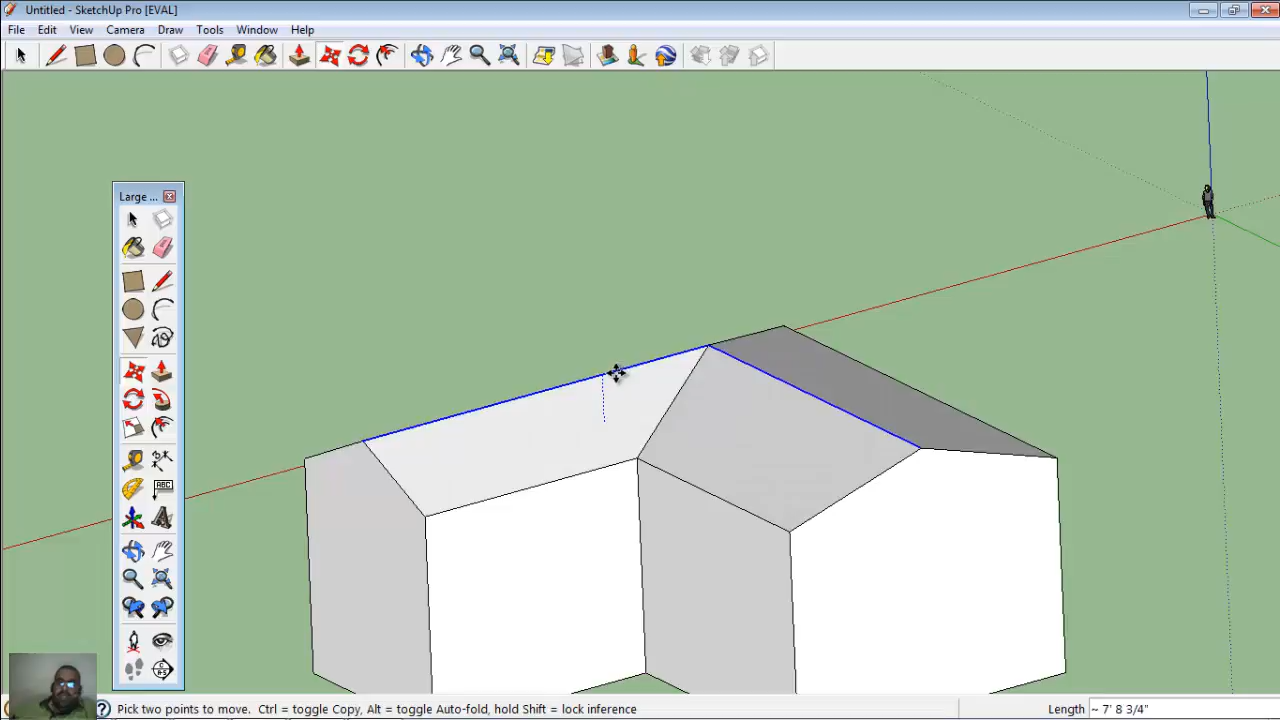 Untitled - SketchUp Pro [EVAL]
File Edit View Camera Draw Tools Window Help
Large ...
ABC
Pick two points to move. Ctrl = toggle Copy, Alt = toggle Auto-fold, hold Shift = lock inference
Length ~ 7' 8 3/4"